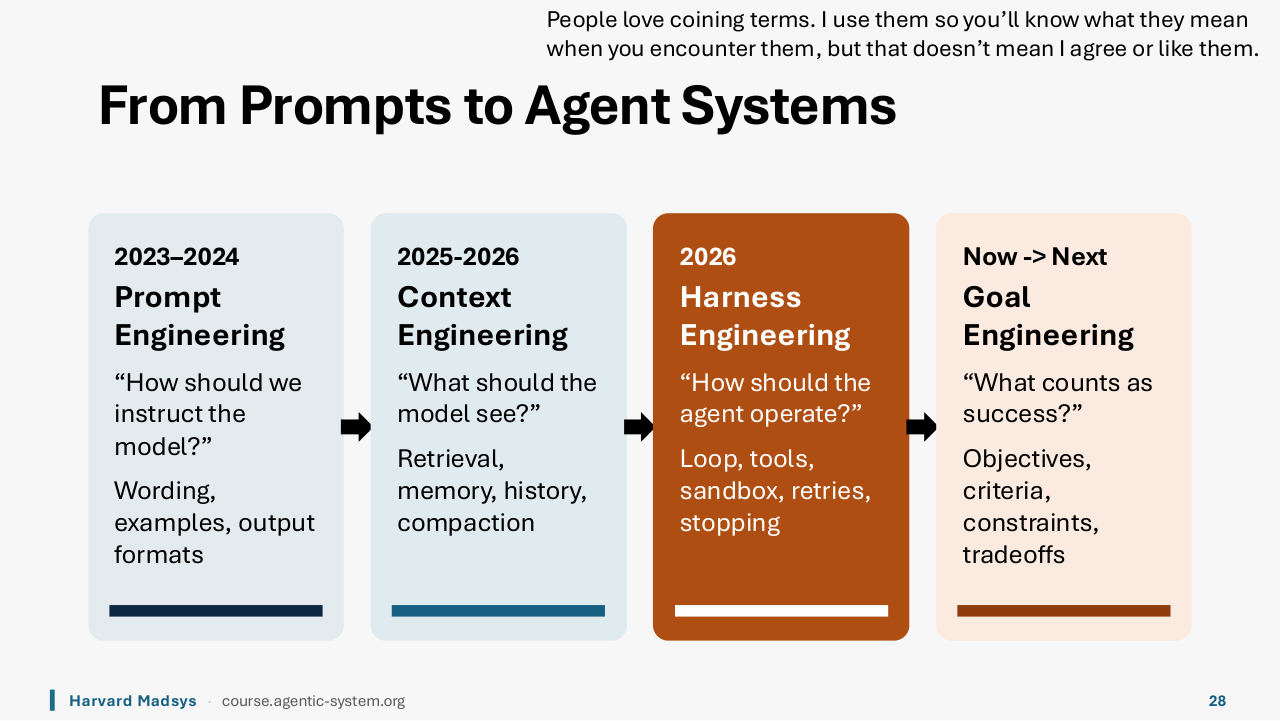 People love coining terms. I use them so you’ll know what they mean
when you encounter them, but that doesn’t mean I agree or like them.
From Prompts to Agent Systems
2023–2024
Prompt
Engineering
“How should we
instruct the
model?”
Wording,
examples, output
formats
2025-2026
Context
Engineering
“What should the
model see?”
Retrieval,
memory, history,
compaction
2026
Harness
Engineering
“How should the
agent operate?”
Loop, tools,
sandbox, retries,
stopping
Now -> Next
Goal
Engineering
“What counts as
success?”
Objectives,
criteria,
constraints,
tradeoffs
Harvard Madsys · course.agentic-system.org
28